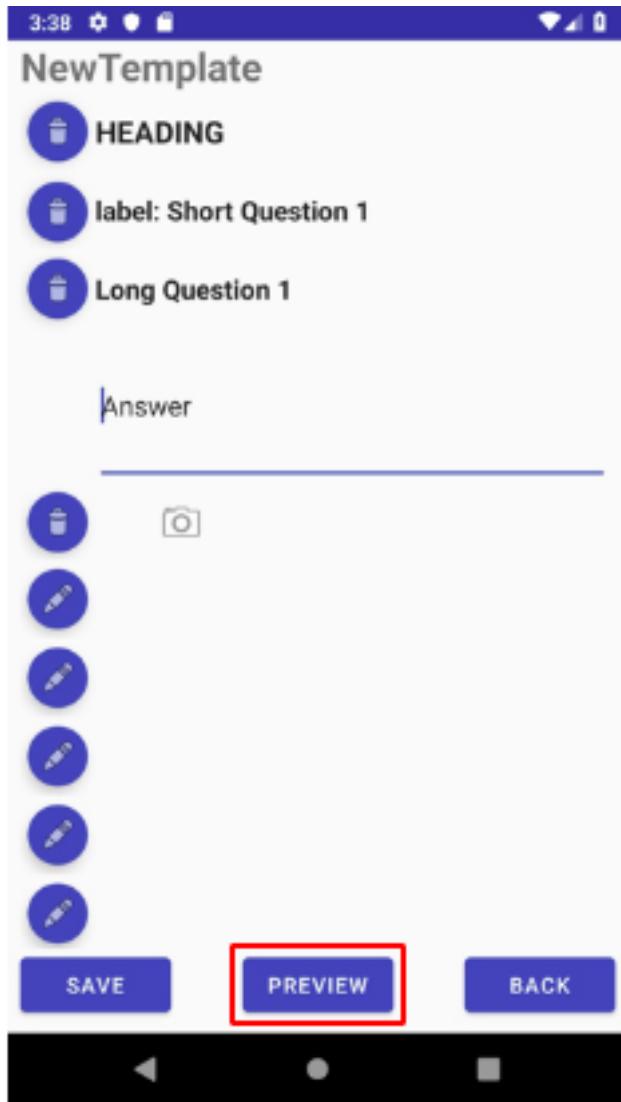 3:38
NewTemplate
HEADING
label: Short Question 1
Long Question 1
Answer
SAVE PREVIEW BACK